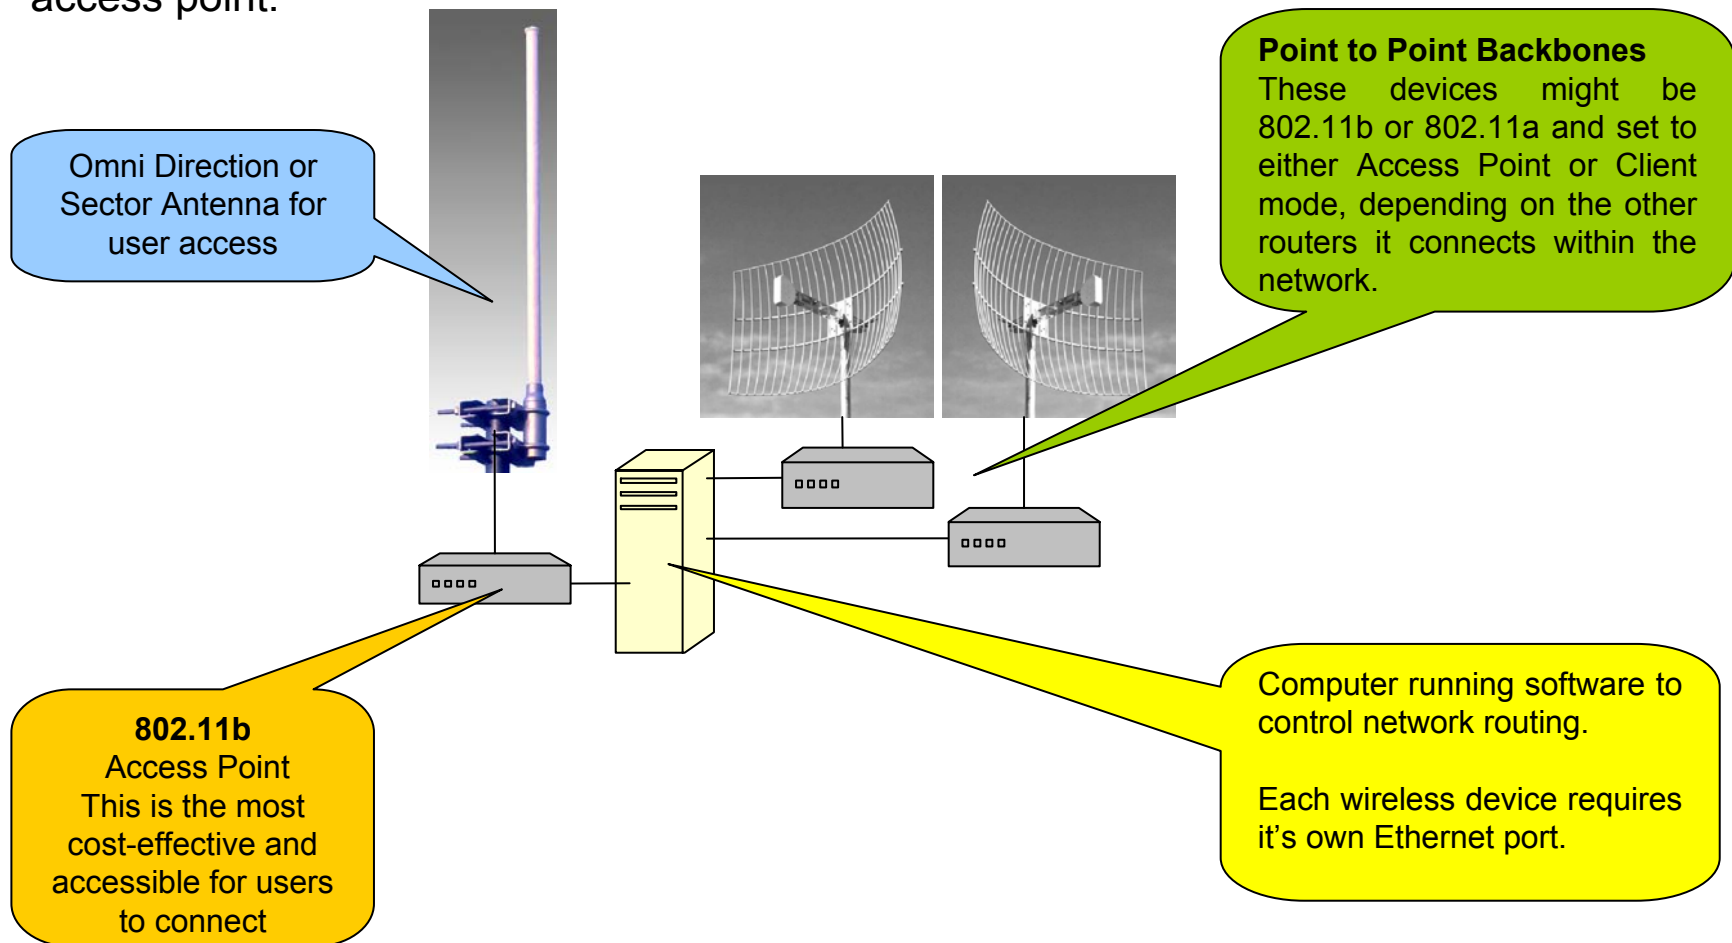 access point.
Omni Direction or
Sector Antenna for
user access
Point to Point Backbones
These devices might be
802.11b or 802.11a and set to
either Access Point or Client
mode, depending on the other
routers it connects within the
network.
802.11b
Access Point
This is the most
cost-effective and
accessible for users
to connect
Computer running software to
control network routing.
Each wireless device requires
it’s own Ethernet port.